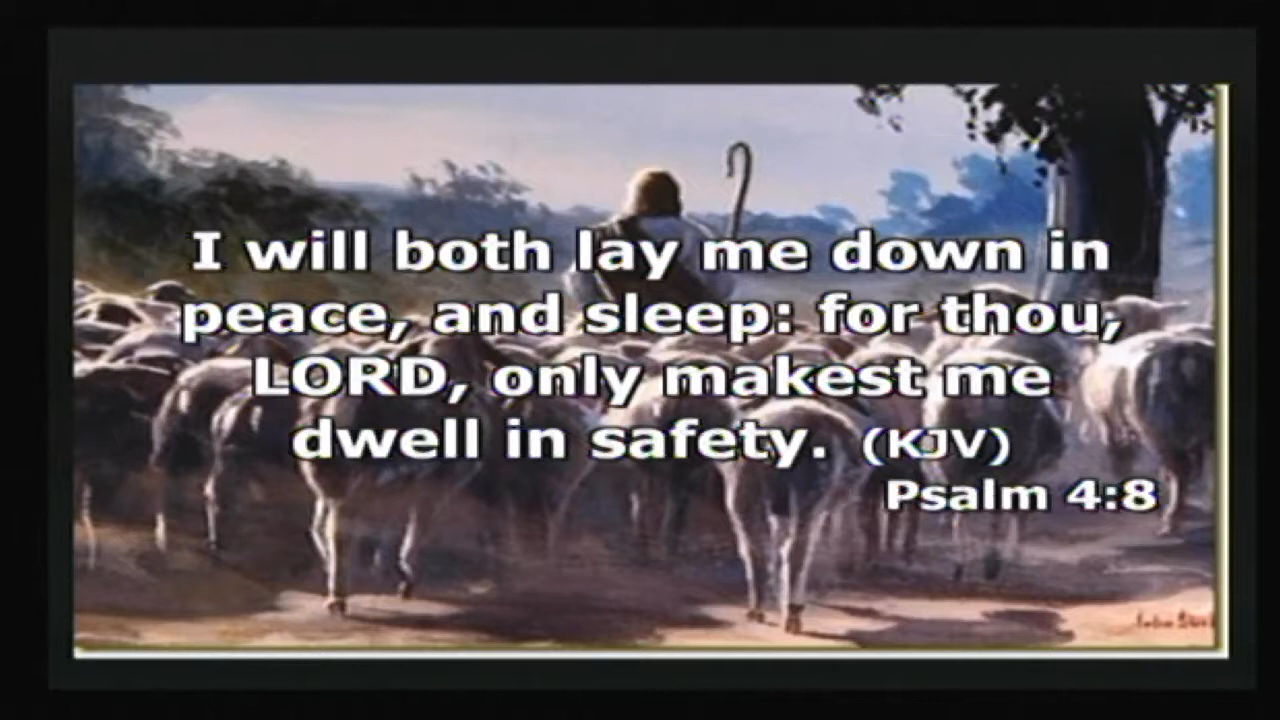 I will both lay me down in
peace, and sleep: for thou,
LORD, only makest me
dwell in safety. (KJV)
Psalm 4:8